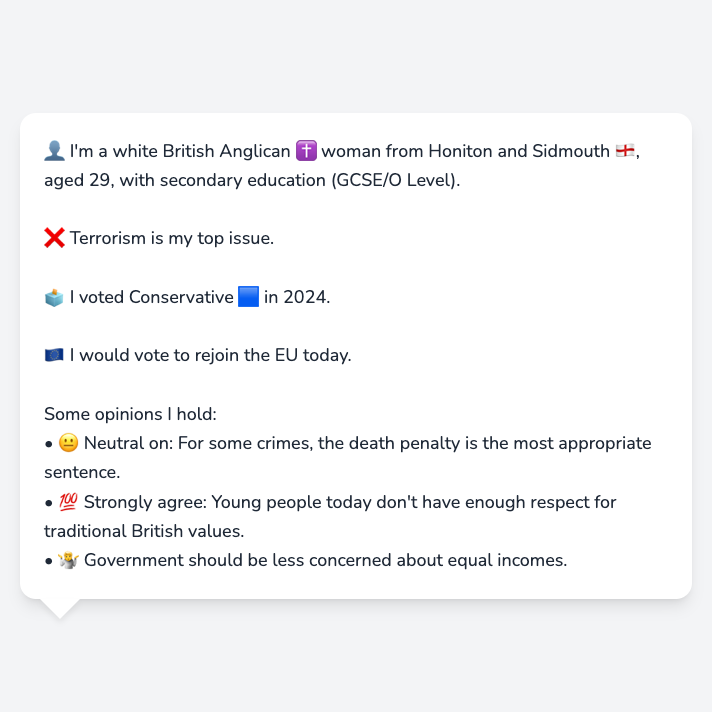 👤 I'm a white British Anglican ✝️ woman from Honiton and Sidmouth 🏴󠁧󠁢󠁥󠁮󠁧󠁿,
aged 29, with secondary education (GCSE/O Level).
❌ Terrorism is my top issue.
🗳️ I voted Conservative 🟦 in 2024.
🇪🇺 I would vote to rejoin the EU today.
Some opinions I hold:
• 😐 Neutral on: For some crimes, the death penalty is the most appropriate
sentence.
• 💯 Strongly agree: Young people today don't have enough respect for
traditional British values.
• 🤷 Government should be less concerned about equal incomes.